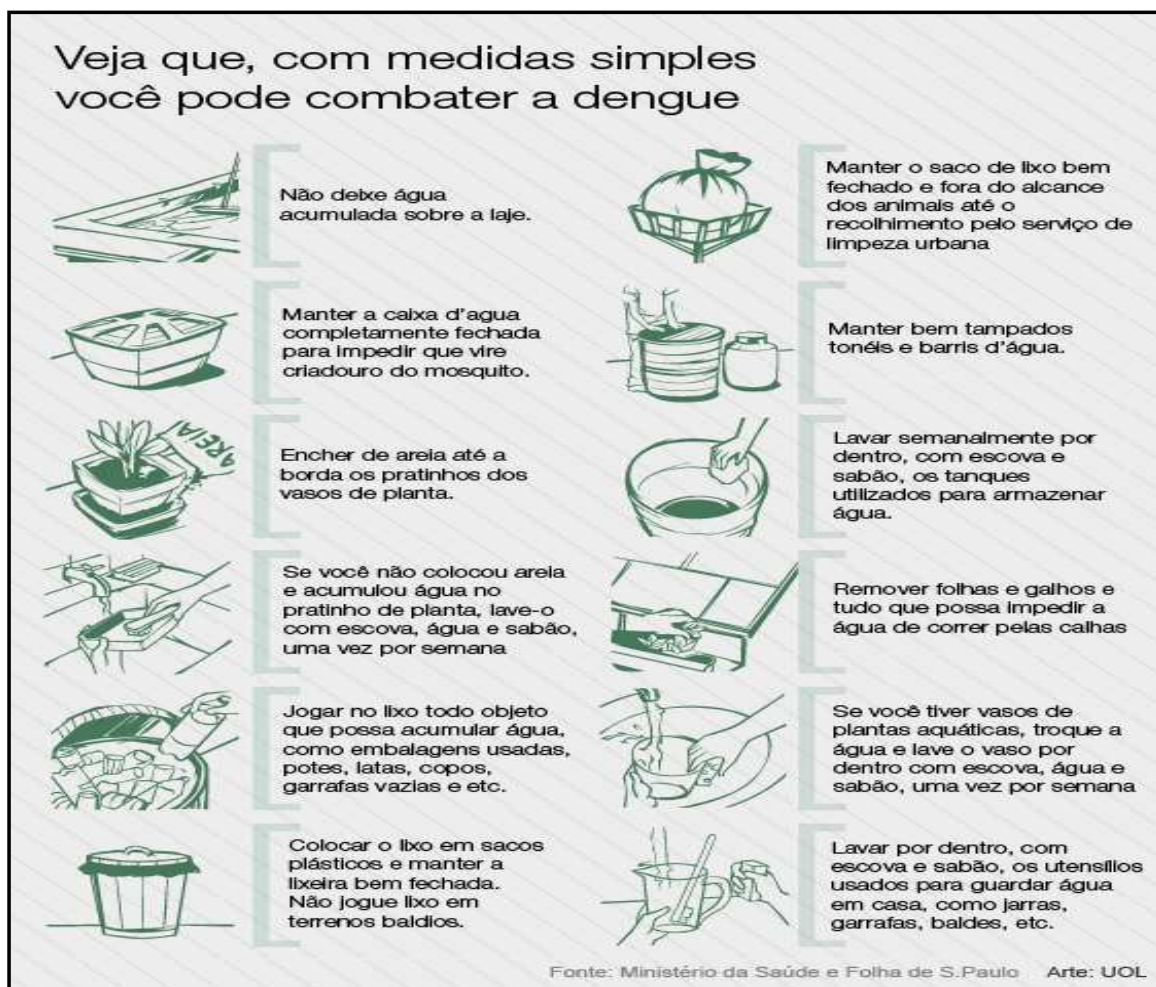 Veja que, com medidas simples
você pode combater a dengue
Não deixe água
acumulada sobre a laje.
Manter a caixa d'agua
completamente fechada
para impedir que vire
criadouro do mosquito.
AREIA
Encher de areia até a
borda os pratinhos dos
vasos de planta.
Se você não colocou areia
e acumulou água no
pratinho de planta, lave-o
com escova, água e sabão,
uma vez por semana
Jogar no lixo todo objeto
que possa acumular água,
como embalagens usadas,
potes, latas, copos,
garrafas vazias e etc.
Colocar o lixo em sacos
plásticos e manter a
lixeira bem fechada.
Não jogue lixo em
terrenos baldios.
Manter o saco de lixo bem
fechado e fora do alcance
dos animais até o
recolhimento pelo serviço de
limpeza urbana
Manter bem tampados
tonéis e barris d'água.
Lavar semanalmente por
dentro, com escova e
sabão, os tanques
utilizados para armazenar
água.
Remover folhas e galhos e
tudo que possa impedir a
água de correr pelas calhas
Se você tiver vasos de
plantas aquáticas, troque a
água e lave o vaso por
dentro com escova, água e
sabão, uma vez por semana
Lavar por dentro, com
escova e sabão, os utensílios
usados para guardar água
em casa, como jarras,
garrafas, baldes, etc.
Fonte: Ministério da Saúde e Folha de S.Paulo Arte: UOL